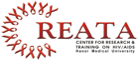 REATA
CENTER FOR RESEARCH &
TRAINING ON HIV/AIDS
Hanoi Medical University